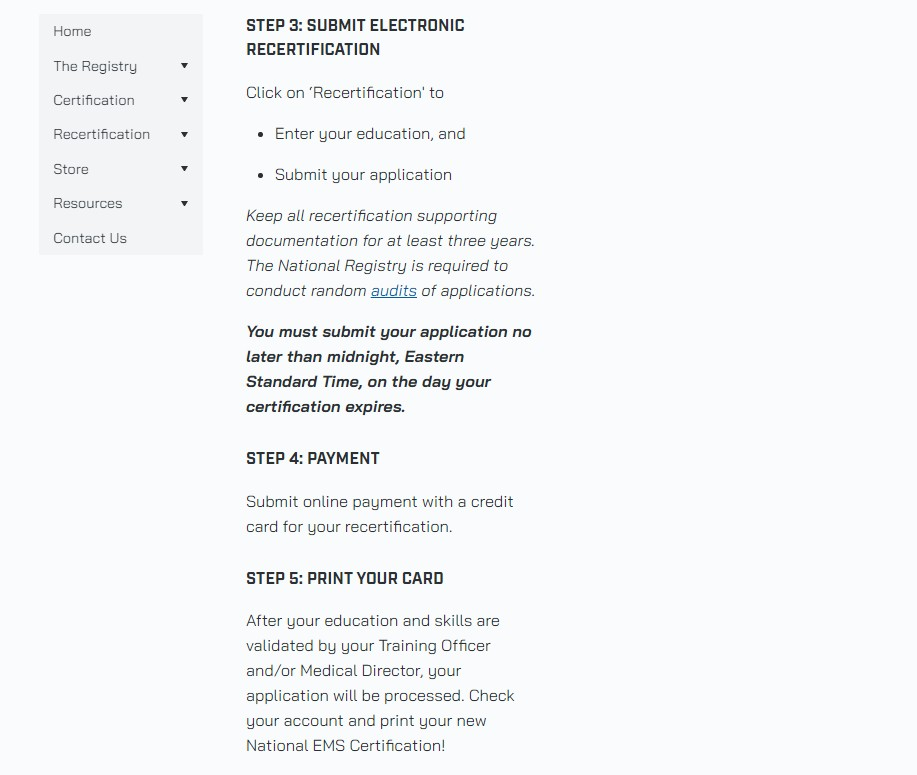 Home
The Registry
Certification
Recertification
Store
Resources
Contact Us
STEP 3: SUBMIT ELECTRONIC
RECERTIFICATION
Click on ‘Recertification' to
• Enter your education, and
• Submit your application
Keep all recertification supporting
documentation for at least three years.
The National Registry is required to
conduct random audits of applications.
You must submit your application no
later than midnight, Eastern
Standard Time, on the day your
certification expires.
STEP 4: PAYMENT
Submit online payment with a credit
card for your recertification.
STEP 5: PRINT YOUR CARD
After your education and skills are
validated by your Training Officer
and/or Medical Director, your
application will be processed. Check
your account and print your new
National EMS Certification!